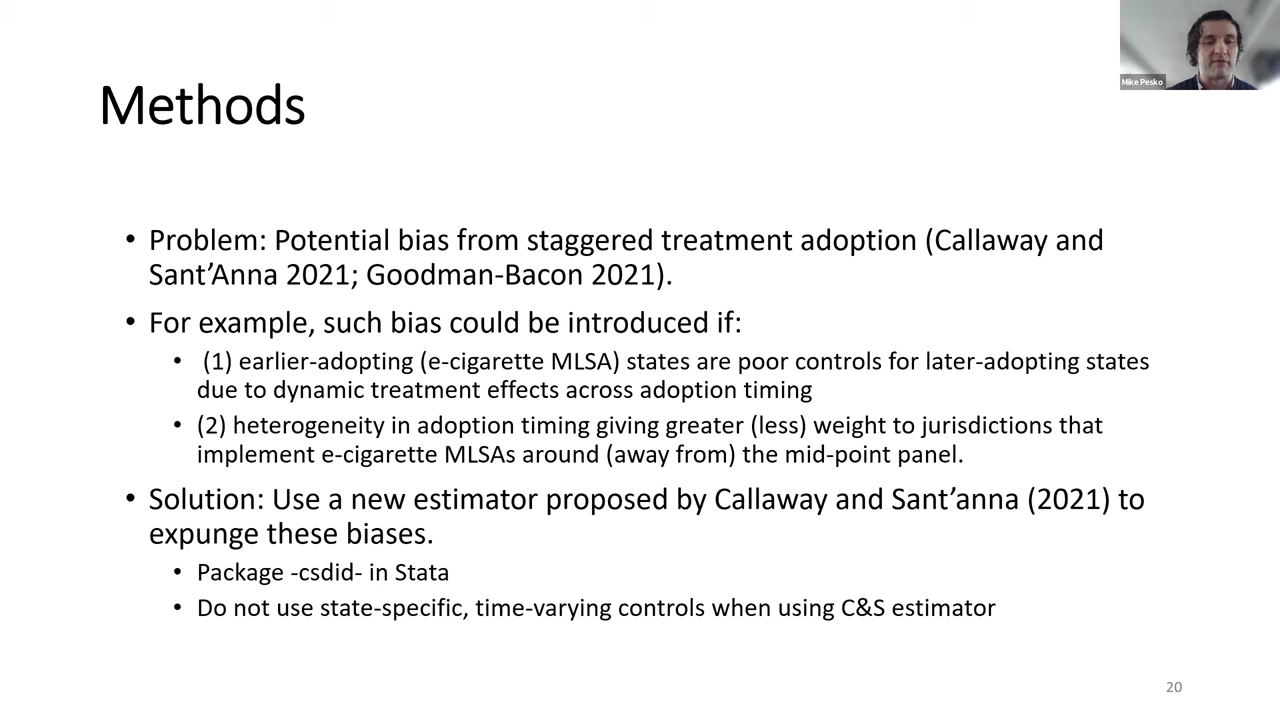 Mike Pesko
Methods
• Problem: Potential bias from staggered treatment adoption (Callaway and
Sant’Anna 2021; Goodman-Bacon 2021).
• For example, such bias could be introduced if:
• (1) earlier-adopting (e-cigarette MLSA) states are poor controls for later-adopting states
due to dynamic treatment effects across adoption timing
• (2) heterogeneity in adoption timing giving greater (less) weight to jurisdictions that
implement e-cigarette MLSAs around (away from) the mid-point panel.
• Solution: Use a new estimator proposed by Callaway and Sant’anna (2021) to
expunge these biases.
• Package -csdid- in Stata
• Do not use state-specific, time-varying controls when using C&S estimator
20